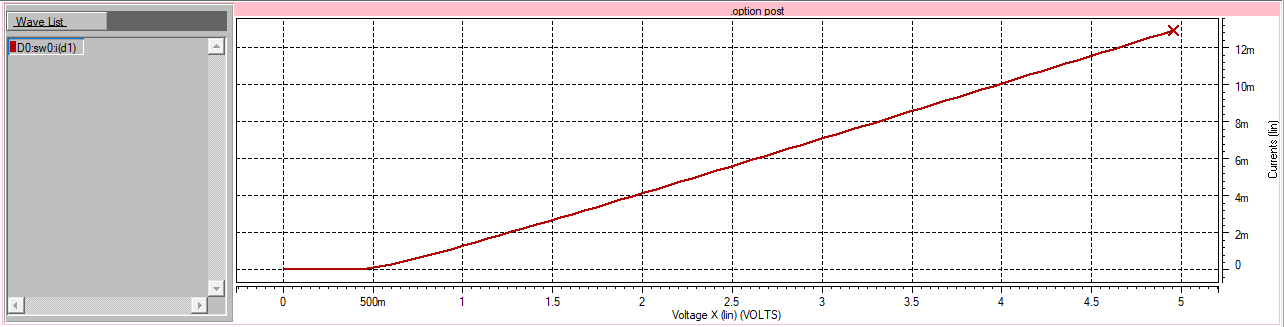 .option post
Wave List
D0:sw0:i(d1)
12m
10m
8m
6m
4m
2m
0
Currents (lin)
0 500m 1 1.5 2 2.5 3 3.5 4 4.5 5
Voltage X (lin) (VOLTS)